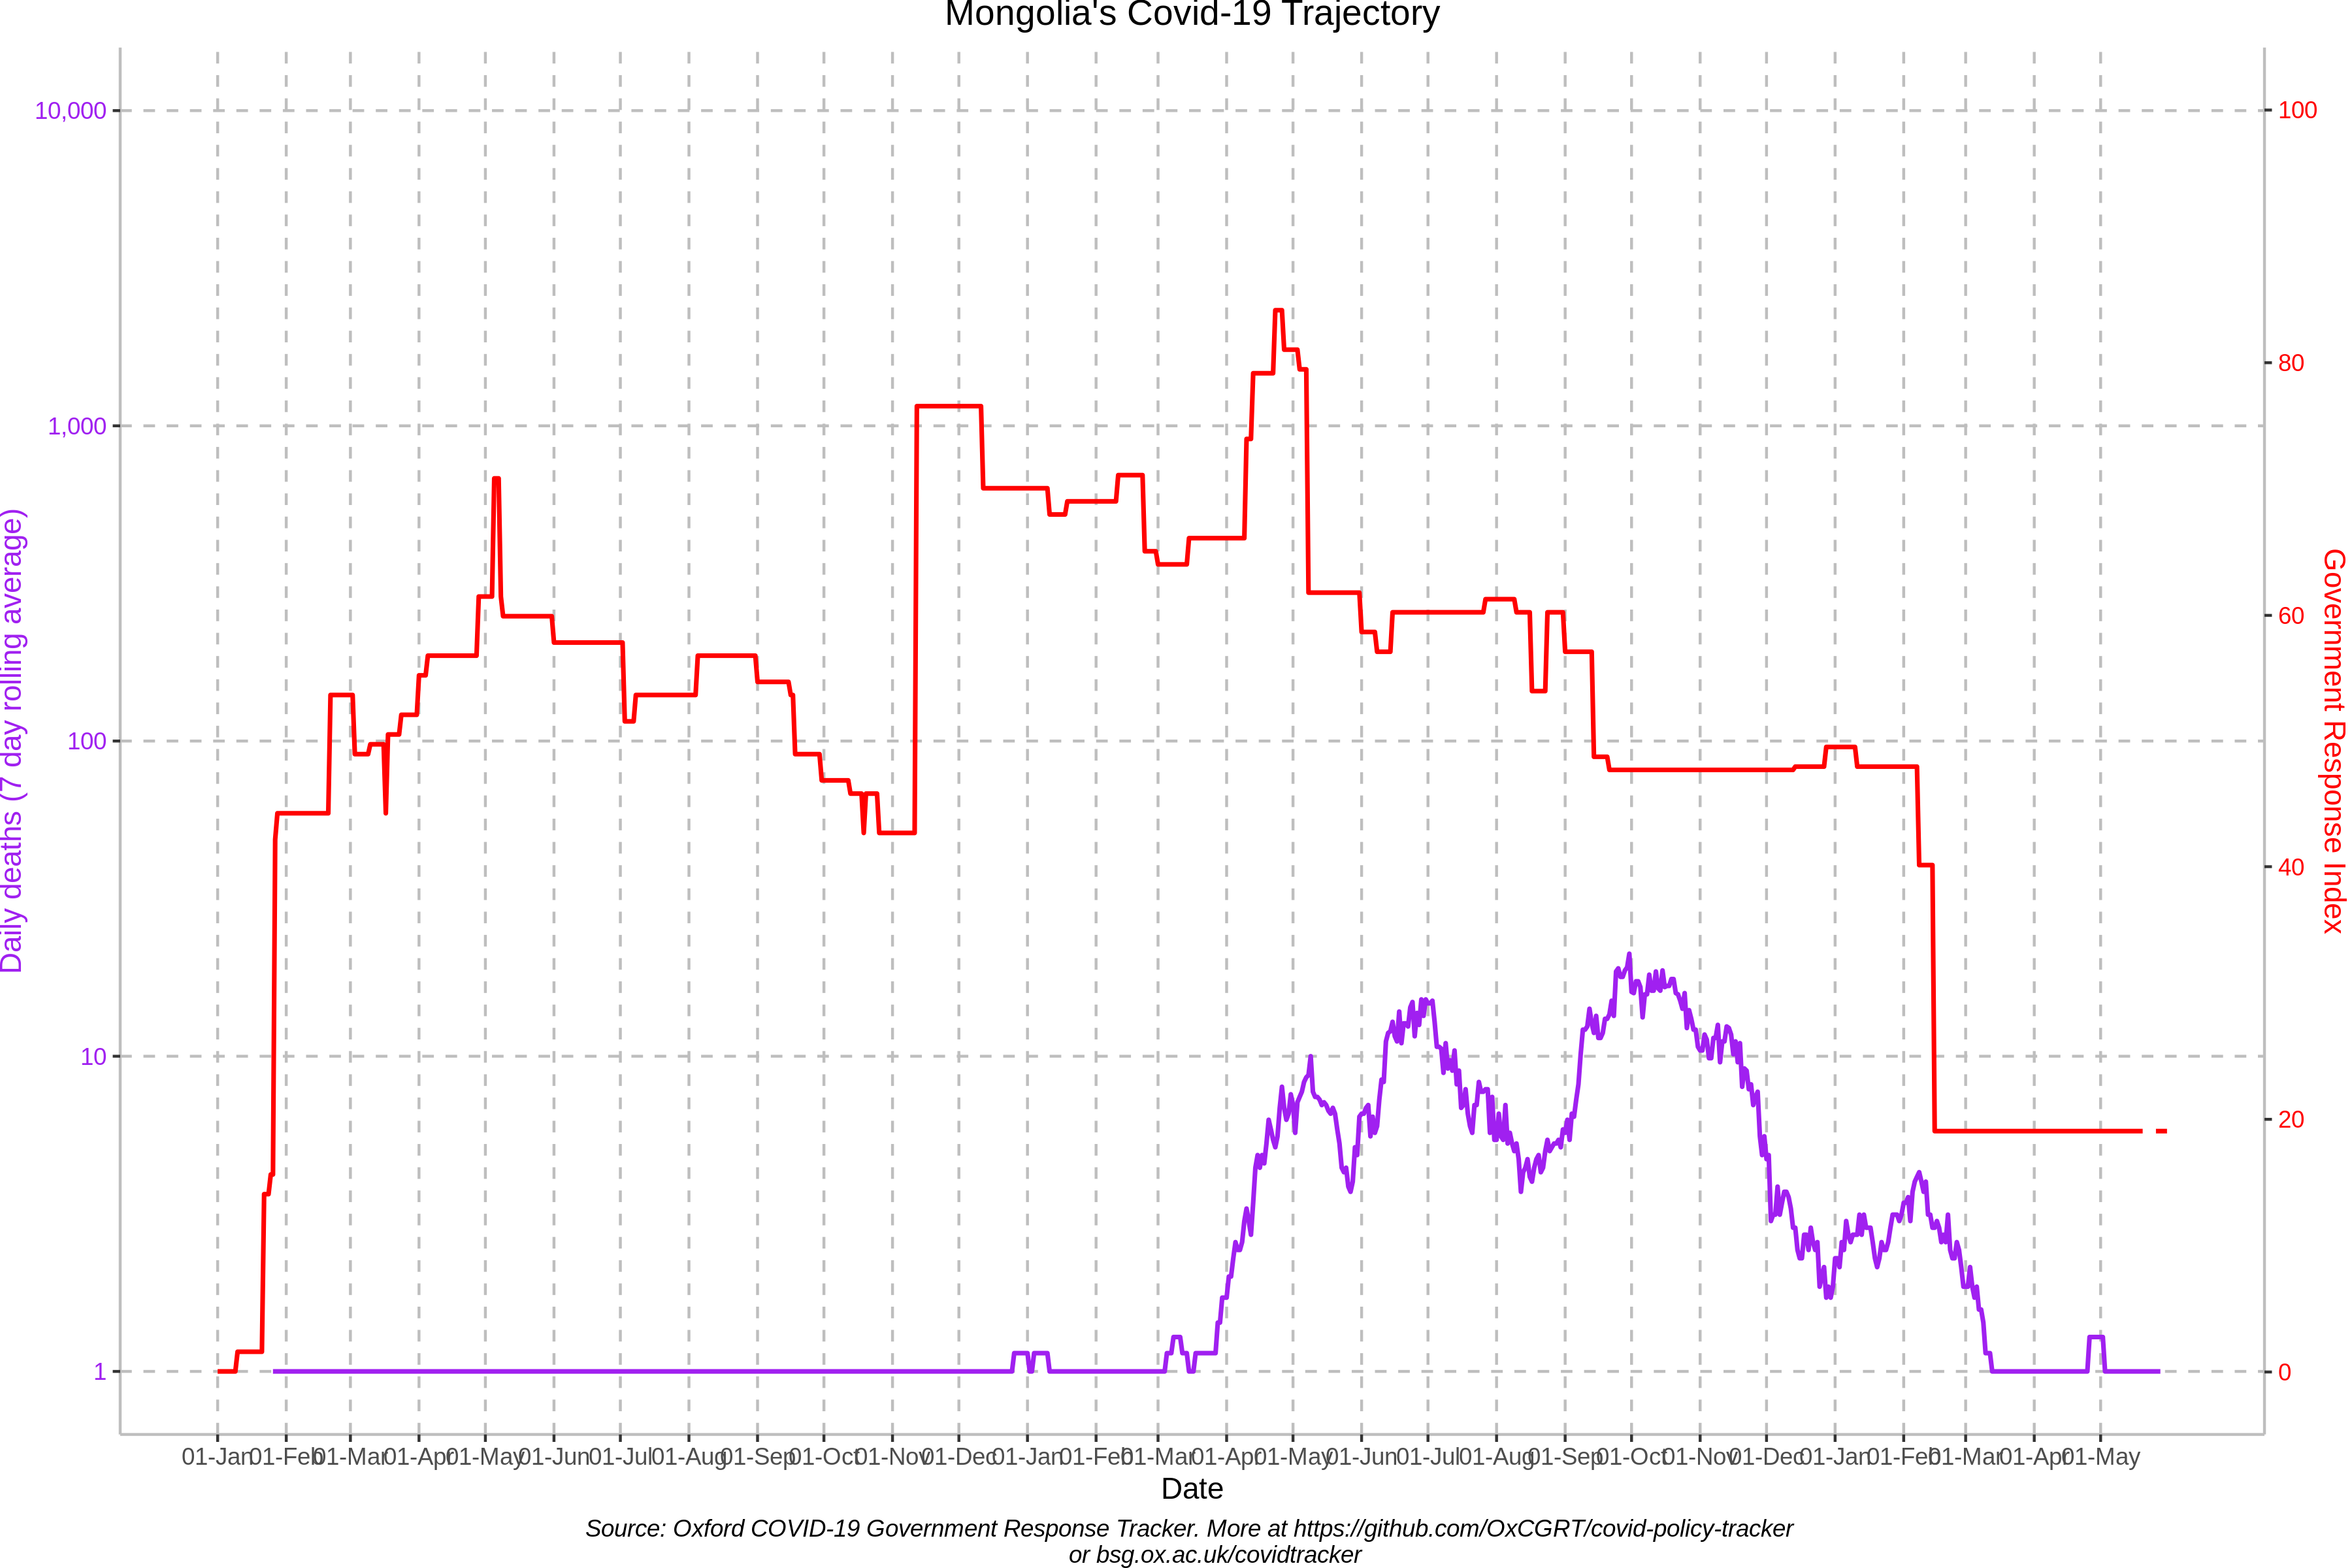 Mongolia's Covid-19 Trajectory
10,000
1,000
100
10
1
Daily deaths (7 day rolling average)
100
80
60
40
20
0
Government Response Index
01-Jan 01-Feb 01-Mar 01-Apr 01-May 01-Jun 01-Jul 01-Aug 01-Sep 01-Oct 01-Nov 01-Dec 01-Jan 01-Feb 01-Mar 01-Apr 01-May 01-Jun 01-Jul 01-Aug 01-Sep 01-Oct 01-Nov 01-Dec 01-Jan 01-Feb 01-Mar 01-Apr 01-May
Date
Source: Oxford COVID-19 Government Response Tracker. More at https://github.com/OxCGRT/covid-policy-tracker
or bsg.ox.ac.uk/covidtracker